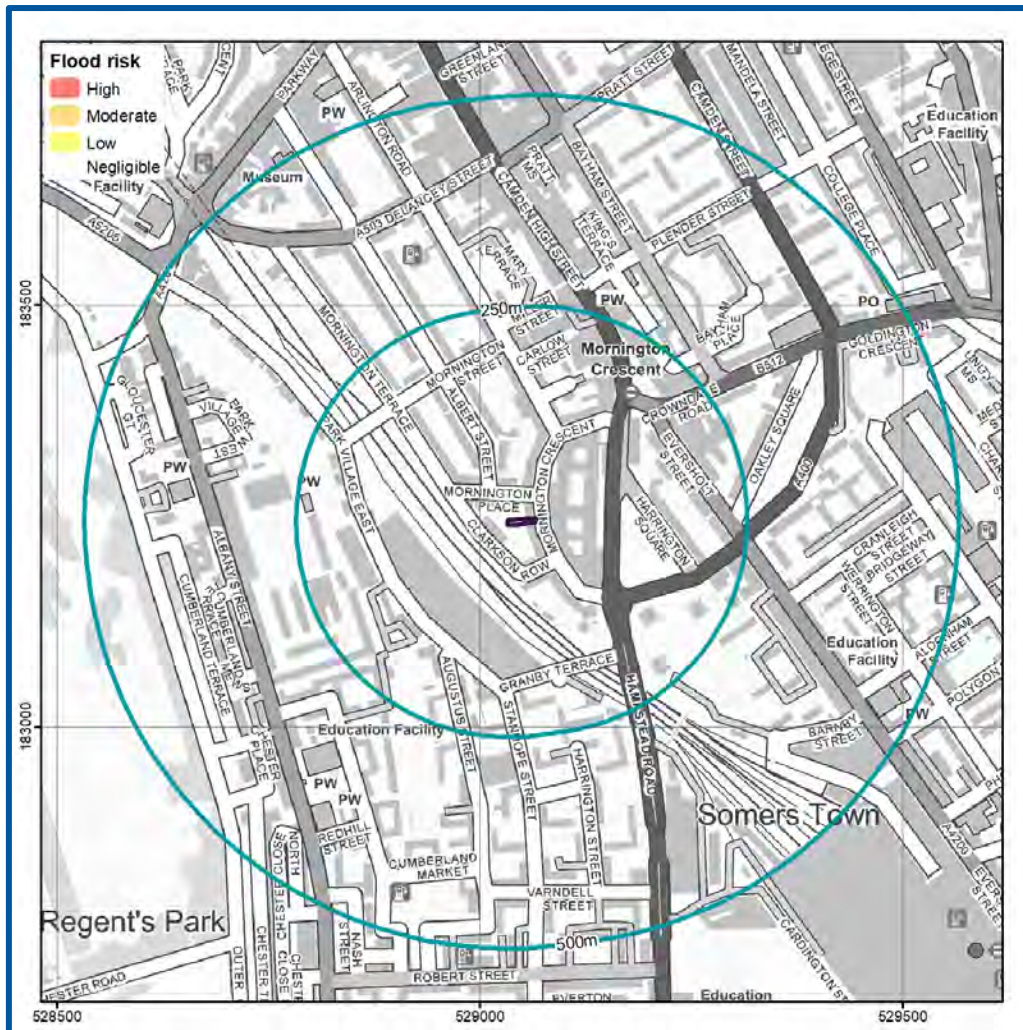 Flood risk
High
Moderate
Low
Negligible
Facility
PARKWAY
ARLINGTON ROAD
PW
GREENLAND
STREET
PRATT STREET
CAMDEN STREET
MANDELA STREET
Education
Facility
Museum
A503 DELANCEY STREET
CAMDEN HIGH STREET
PRATT
MS
BAYHAM STREET
KING'S
TERRACE
PLENDER STREET
COLLEGE PLACE
A5205
MARY
TERRACE
PW
PO
183500
250m
GOLDINGTON
CRESCENT
BAYHAM
PLACE
CARLOW
STREET
Mornington
Crescent
B512
CROWNDALE
ROAD
MORNINGTON TERRACE
MORNINGTON
STREET
ALBERT STREET
MORNINGTON CRESCENT
EVERSHOLT
STREET
OAKLEY SQUARE
A400
GLOUCESTER
GT
PARK
VILLAGE
WEST
PW
PW
PARK
VILLAGE EAST
MORNINGTON
PLACE
CLARKSON
ROW
HARRINGTON
SQUARE
ALBANY STREET
CRANLEIGH
STREET
BRIDGEWAY
STREET
WERRINGTON
STREET
CUMBERLAND TERRACE
CUMBERLAND
Education
Facility
ALDENHAM
STREET
POLYGON
AUGUSTUS STREET
GRANBY TERRACE
STANHOPE STREET
HAMPSTEAD ROAD
BARNBY
STREET
PW
183000
Education Facility
CHESTER
PLACE
HARRINGTON STREET
PW
PW
REDHILL
STREET
Somers Town
A4200
CUMBERLAND
MARKET
VARNDELL
STREET
CHESTER CLOSE
NORTH
Regent's Park
NASH
STREET
500m
CARDINGTON STREET
ROBERT STREET
EVERTON
Education
528500
529000
529500